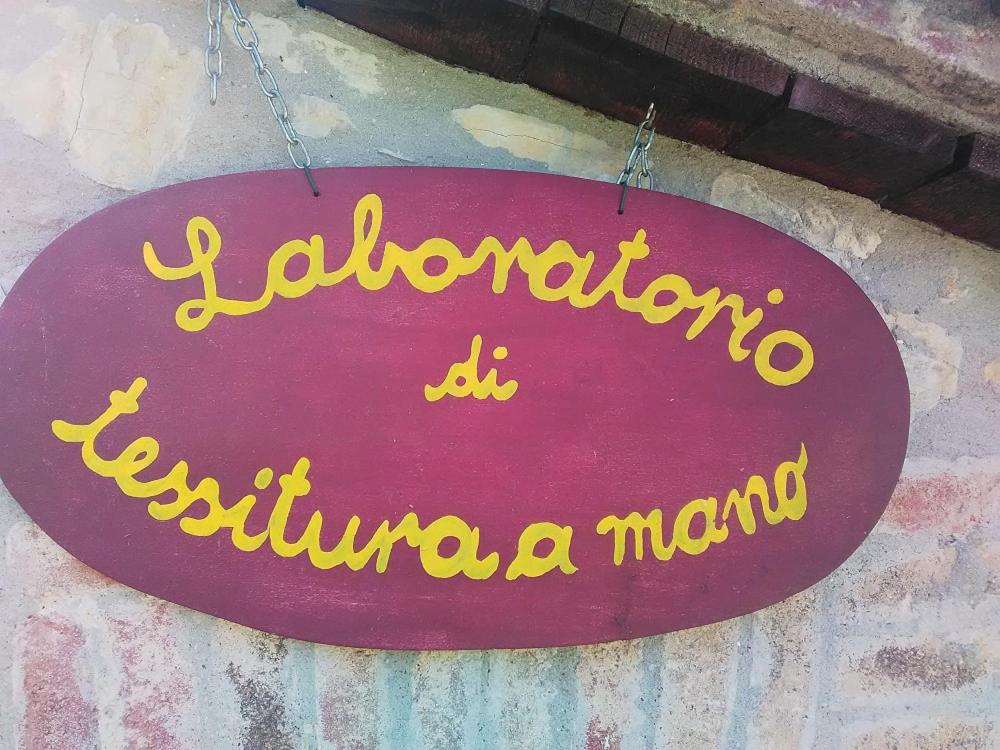 Laboratorio
di
tessitura a mano